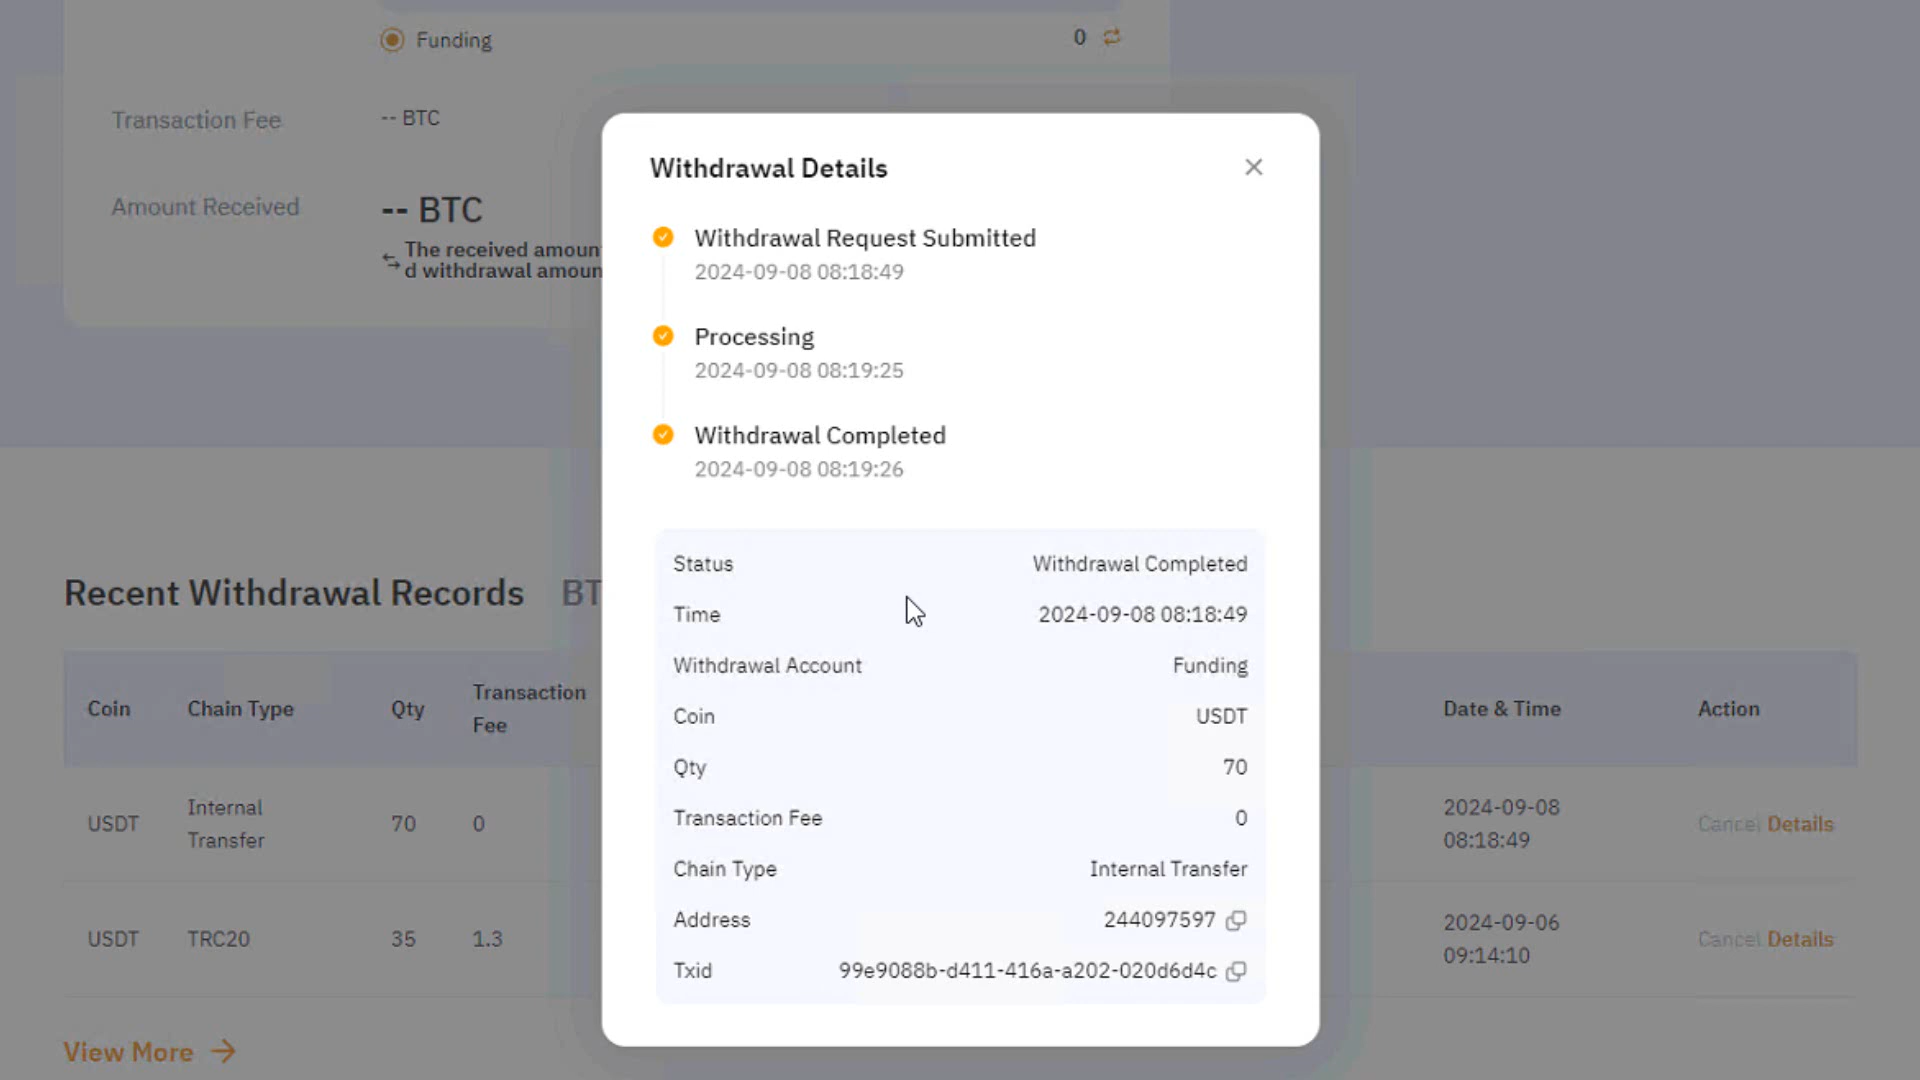 Funding 0
Transaction Fee -- BTC
Amount Received -- BTC
The received amoun
d withdrawal amoun
Withdrawal Details
Withdrawal Request Submitted
2024-09-08 08:18:49
Processing
2024-09-08 08:19:25
Withdrawal Completed
2024-09-08 08:19:26
Status Withdrawal Completed
Time 2024-09-08 08:18:49
Withdrawal Account Funding
Coin USDT
Qty 70
Transaction Fee 0
Chain Type Internal Transfer
Address 244097597
Txid 99e9088b-d411-416a-a202-020d6d4c
Recent Withdrawal Records BT
Coin Chain Type Qty Transaction Fee Date & Time Action
USDT Internal Transfer 70 0 2024-09-08 08:18:49 Cancel Details
USDT TRC20 35 1.3 2024-09-06 09:14:10 Cancel Details
View More